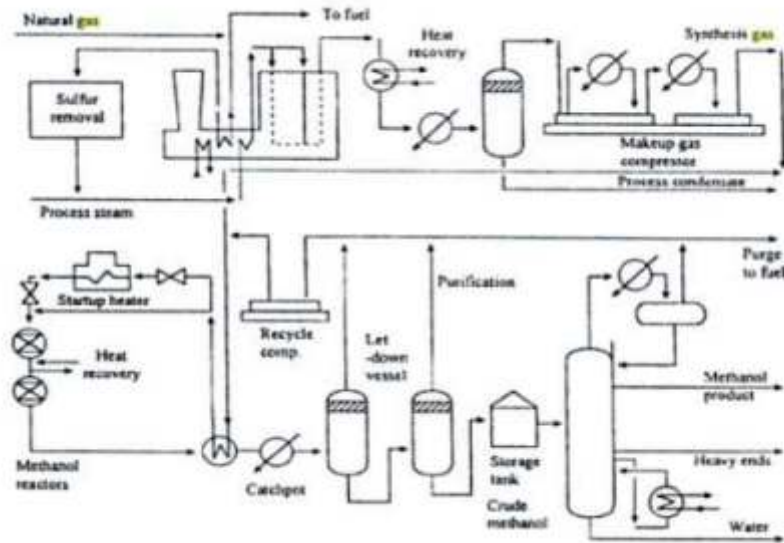 Natural gas
To fuel
Heat
recovery
Synthesis gas
Sulfur
removal
Makeup gas
compressor
Process condensate
Process steam
Startup heater
Heat
recovery
Methanol
reactors
Recycle
comp.
Purification
Let
-down
vessel
Catchpot
Storage
tank
Crude
methanol
Purge
to fuel
Methanol
product
Heavy ends
Water